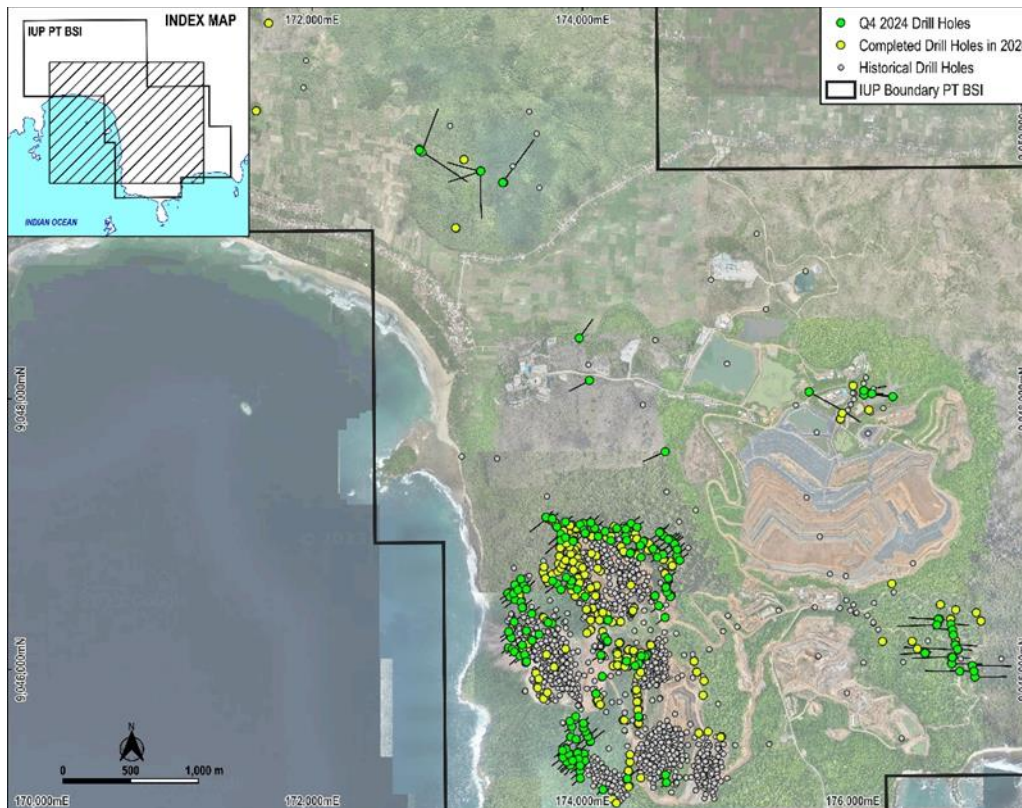 INDEX MAP
IUP PT BSI
INDIAN OCEAN
172,000mE
174,000mE
Q4 2024 Drill Holes
Completed Drill Holes in 202
Historical Drill Holes
IUP Boundary PT BSI
9,048,000mN
9,046,000mN
N
0 500 1,000 m
170,000mE
172,000mE
174,000mE
176,000mE